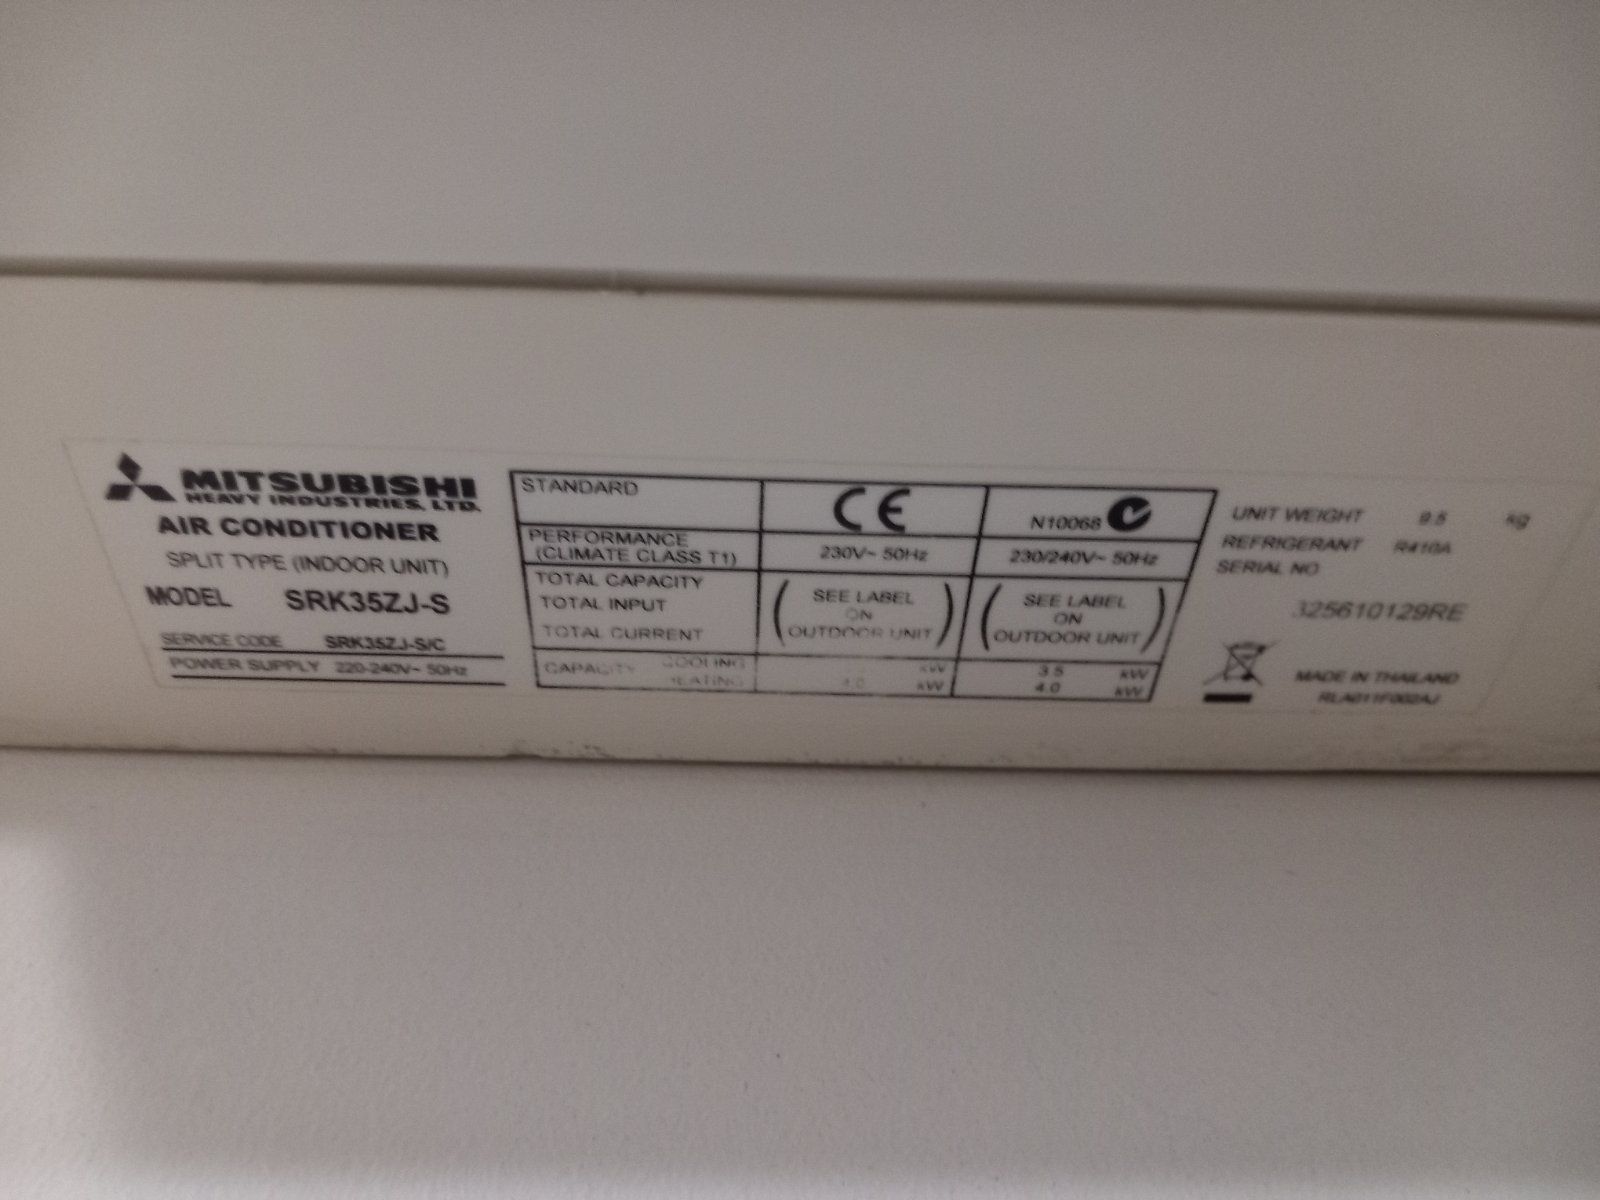 MITSUBISHI
HEAVY INDUSTRIES, LTD.
AIR CONDITIONER
SPLIT TYPE (INDOOR UNIT)
MODEL SRK35ZJ-S
SERVICE CODE SRK35ZJ-S/C
POWER SUPPLY 220-240V~ 50Hz
STANDARD CE N10068
PERFORMANCE
(CLIMATE CLASS T1) 230V~ 50Hz 230/240V~ 50Hz
TOTAL CAPACITY
TOTAL INPUT
TOTAL CURRENT
(SEE LABEL
ON
OUTDOOR UNIT)
(SEE LABEL
ON
OUTDOOR UNIT)
CAPACITY COOLING kW 3.5 kW
HEATING 4.0 kW 4.0 kW
UNIT WEIGHT 9.5 kg
REFRIGERANT R410A
SERIAL NO
325610129RE
MADE IN THAILAND
RLA011F002AJ